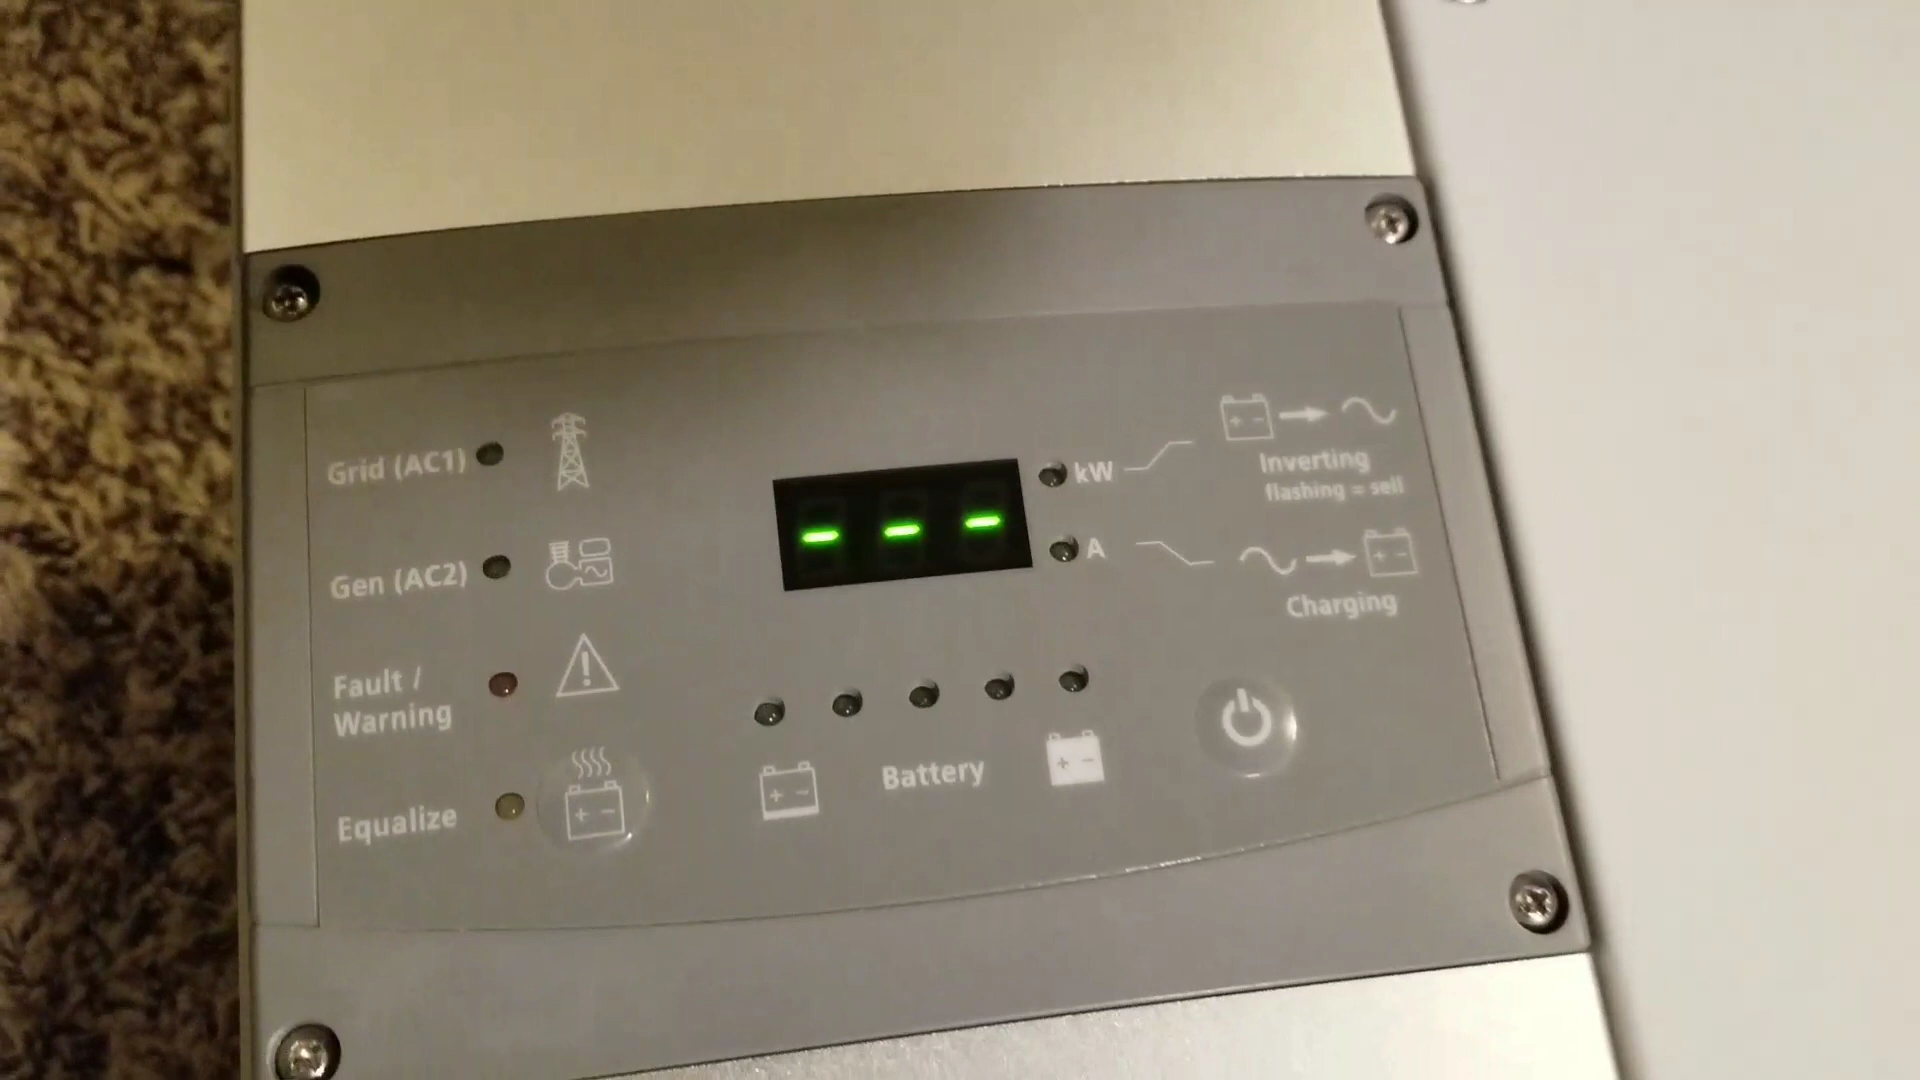 Grid (AC1)
Gen (AC2)
Fault /
Warning
Equalize
- - -
kW
A
Inverting
flashing = sell
Charging
Battery